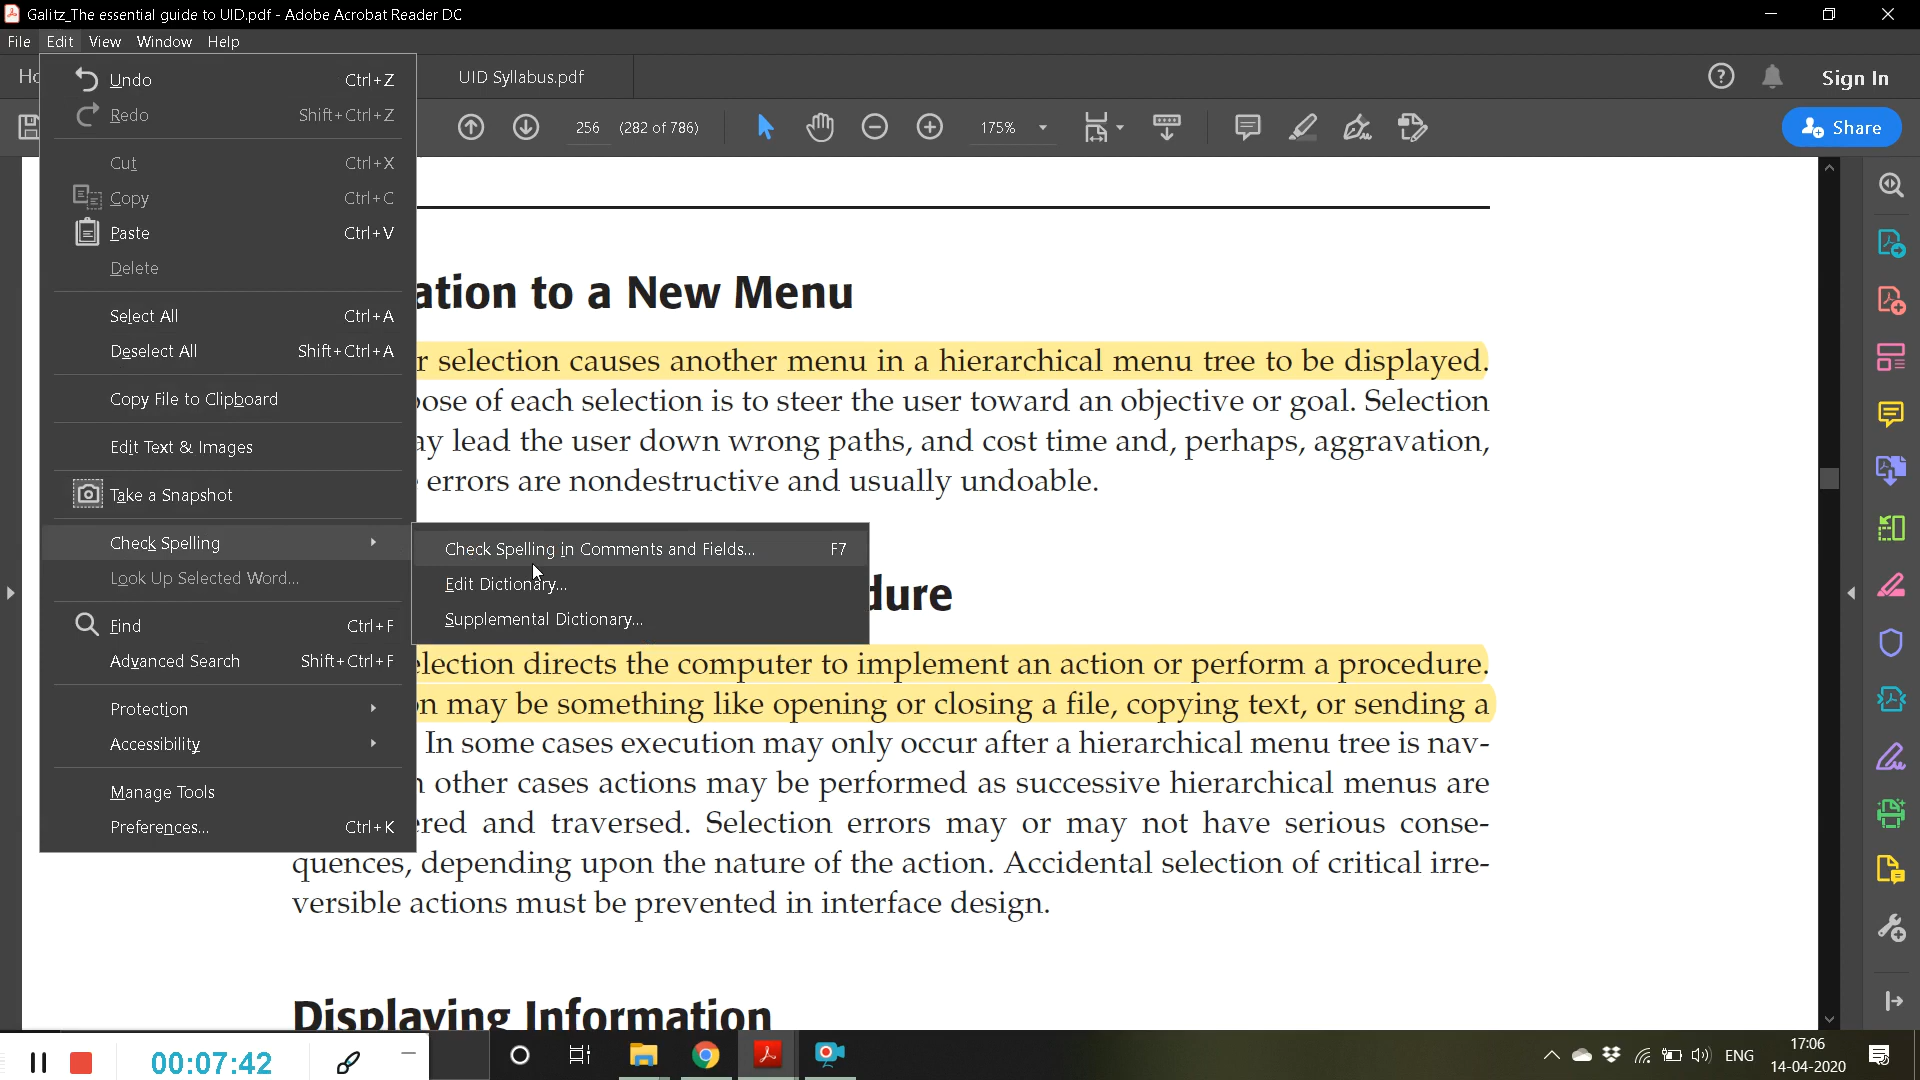 Galitz_The essential guide to UID.pdf - Adobe Acrobat Reader DC
File Edit View Window Help
UID Syllabus.pdf
Sign In
256 (282 of 786) 175%
Share
Undo Ctrl+Z
Redo Shift+Ctrl+Z
Cut Ctrl+X
Copy Ctrl+C
Paste Ctrl+V
Delete
Select All Ctrl+A
Deselect All Shift+Ctrl+A
Copy File to Clipboard
Edit Text & Images
Take a Snapshot
Check Spelling
Look Up Selected Word...
Find Ctrl+F
Advanced Search Shift+Ctrl+F
Protection
Accessibility
Manage Tools
Preferences... Ctrl+K
Check Spelling in Comments and Fields... F7
Edit Dictionary...
Supplemental Dictionary...
ation to a New Menu
r selection causes another menu in a hierarchical menu tree to be displayed.
ose of each selection is to steer the user toward an objective or goal. Selection
ay lead the user down wrong paths, and cost time and, perhaps, aggravation,
errors are nondestructive and usually undoable.
dure
election directs the computer to implement an action or perform a procedure.
n may be something like opening or closing a file, copying text, or sending a
In some cases execution may only occur after a hierarchical menu tree is nav-
n other cases actions may be performed as successive hierarchical menus are
ered and traversed. Selection errors may or may not have serious conse-
quences, depending upon the nature of the action. Accidental selection of critical irre-
versible actions must be prevented in interface design.
Displaying Information
00:07:42
ENG
17:06
14-04-2020